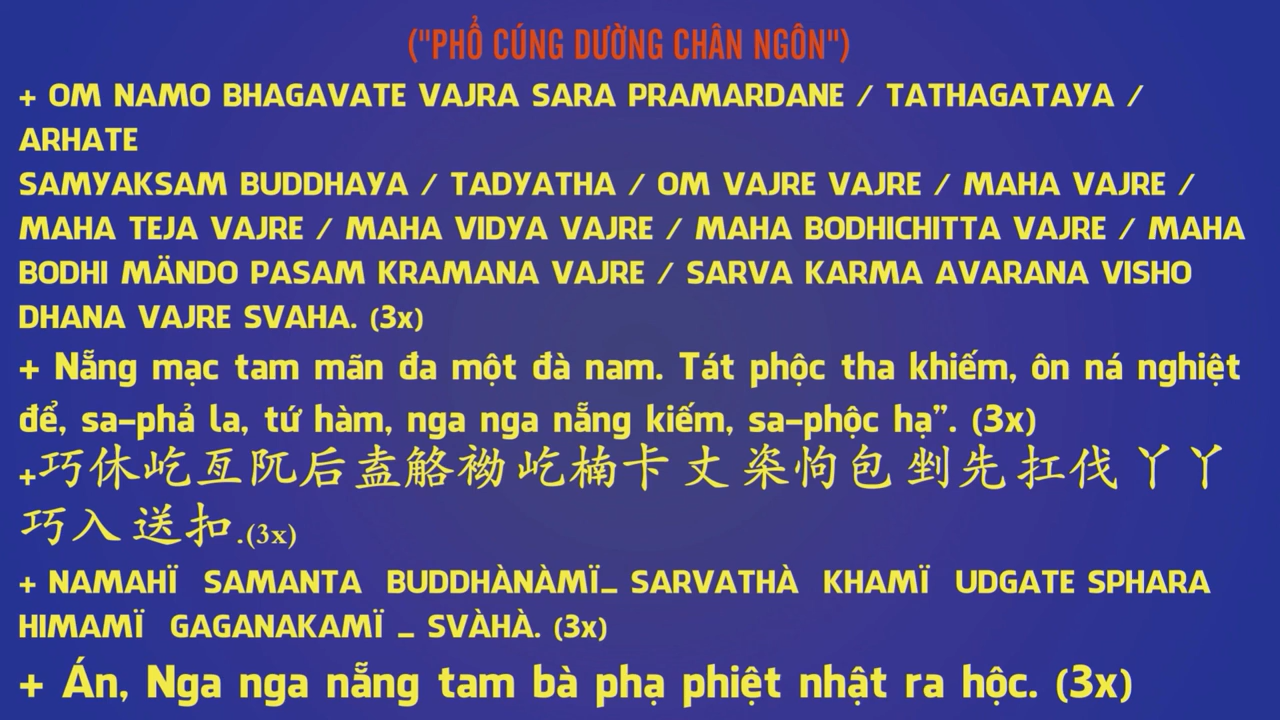 ("PHỔ CÚNG DƯỜNG CHÂN NGÔN")
+ OM NAMO BHAGAVATE VAJRA SARA PRAMARDANE / TATHAGATAYA /
ARHATE
SAMYAKSAM BUDDHAYA / TADYATHA / OM VAJRE VAJRE / MAHA VAJRE /
MAHA TEJA VAJRE / MAHA VIDYA VAJRE / MAHA BODHICHITTA VAJRE / MAHA
BODHI MÄNDO PASAM KRAMANA VAJRE / SARVA KARMA AVARANA VISHO
DHANA VAJRE SVAHA. (3x)
+ Nẵng mạc tam mãn đa một đà nam. Tát phộc tha khiếm, ôn ná nghiệt
để, sa-phả la, tứ hàm, nga nga nẵng kiếm, sa-phộc hạ”. (3x)
+巧休屹亙阢后盍觡袎屹楠卡丈栥怐包剉先扛伐丫丫
巧入送扣.(3x)
+ NAMAHÏ SAMANTA BUDDHÀNÀMÏ_ SARVATHÀ KHAMÏ UDGATE SPHARA
HIMAMÏ GAGANAKAMÏ _ SVÀHÀ. (3x)
+ Án, Nga nga nẵng tam bà phạ phiệt nhật ra hộc. (3x)